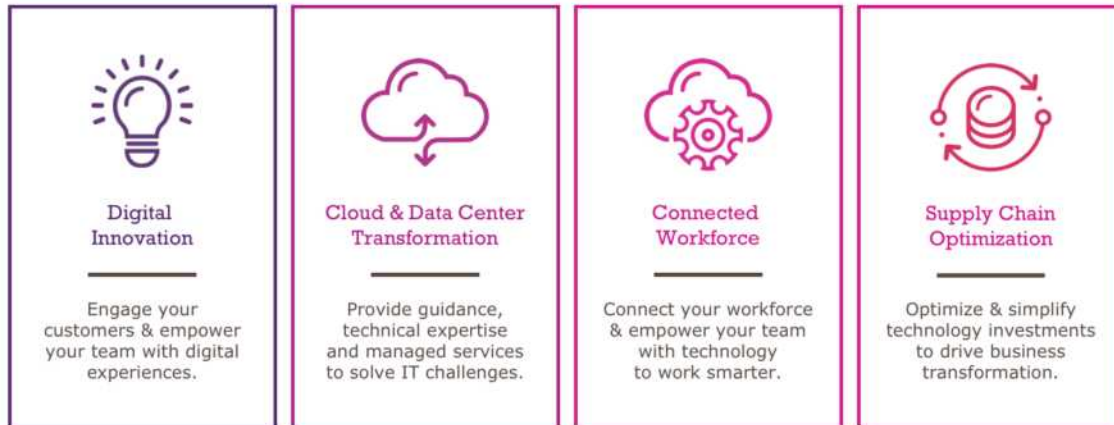 Digital
Innovation
Engage your
customers & empower
your team with digital
experiences.
Cloud & Data Center
Transformation
Provide guidance,
technical expertise
and managed services
to solve IT challenges.
Connected
Workforce
Connect your workforce
& empower your team
with technology
to work smarter.
Supply Chain
Optimization
Optimize & simplify
technology investments
to drive business
transformation.